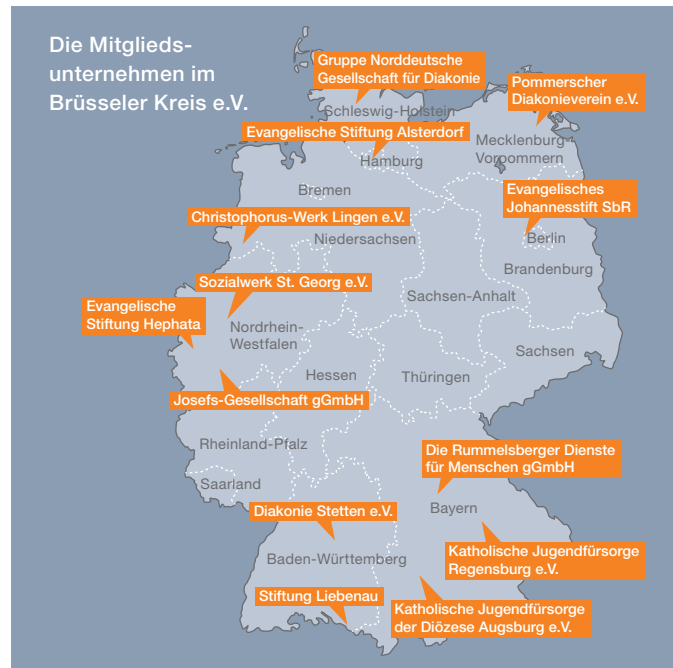 Die Mitglieds-
unternehmen im
Brüsseler Kreis e.V.
Gruppe Norddeutsche
Gesellschaft für Diakonie
Pommerscher
Diakonieverein e.V.
Schleswig-Holstein
Evangelische Stiftung Alsterdorf
Hamburg
Mecklenburg-
Vorpommern
Bremen
Evangelisches
Johannesstift SbR
Christophorus-Werk Lingen e.V.
Niedersachsen
Berlin
Brandenburg
Sozialwerk St. Georg e.V.
Sachsen-Anhalt
Evangelische
Stiftung Hephata
Nordrhein-
Westfalen
Sachsen
Hessen
Thüringen
Josefs-Gesellschaft gGmbH
Rheinland-Pfalz
Die Rummelsberger Dienste
für Menschen gGmbH
Saarland
Bayern
Diakonie Stetten e.V.
Baden-Württemberg
Katholische Jugendfürsorge
Regensburg e.V.
Stiftung Liebenau
Katholische Jugendfürsorge
der Diözese Augsburg e.V.